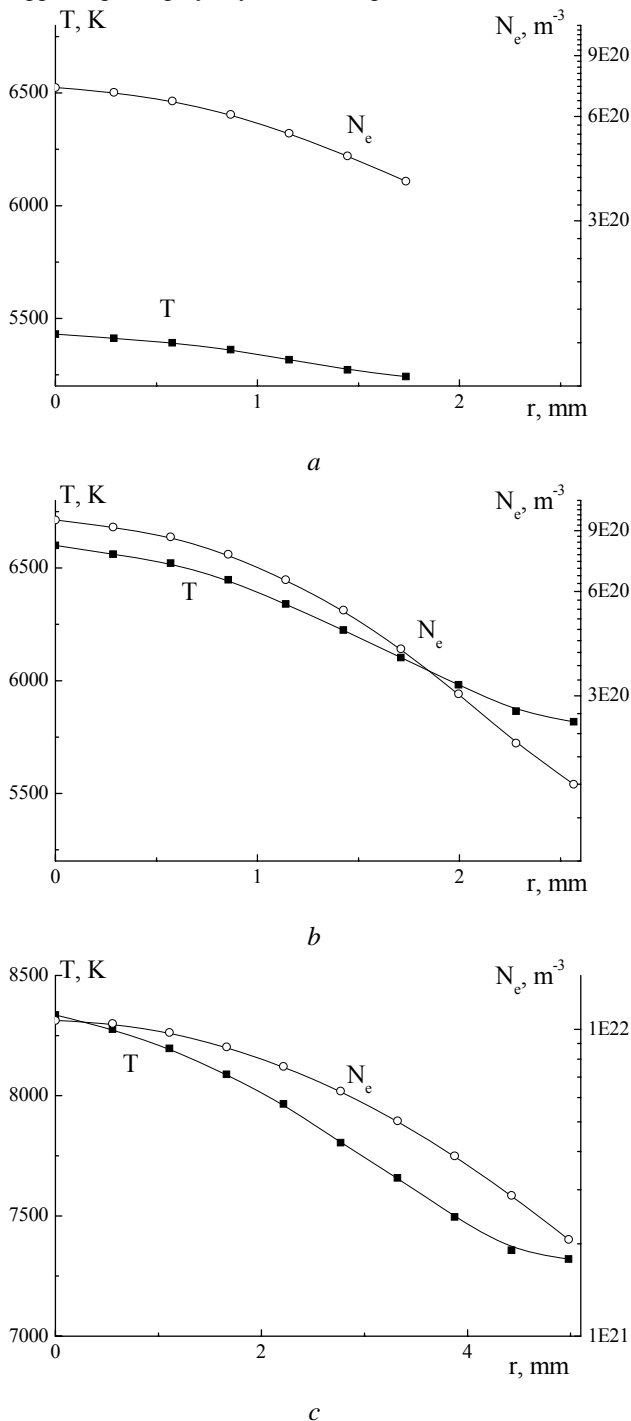 T, K
N_e, m^-3
9E20
6500
6E20
N_e
6000
3E20
T
5500
0
1
2
r, mm
a
T, K
N_e, m^-3
9E20
6500
6E20
T
N_e
6000
3E20
5500
0
1
2
r, mm
b
8500
T, K
N_e, m^-3
1E22
T
N_e
8000
7500
7000
1E21
0
2
4
r, mm
c